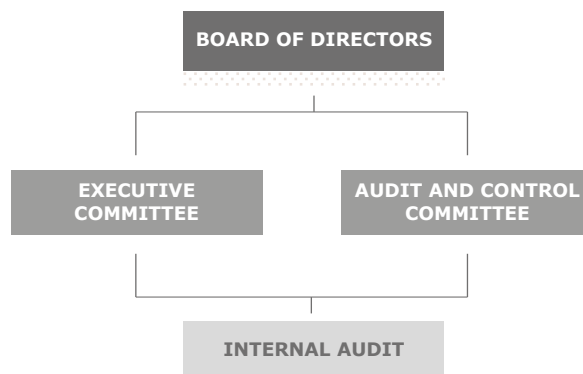 BOARD OF DIRECTORS
EXECUTIVE
COMMITTEE
AUDIT AND CONTROL
COMMITTEE
INTERNAL AUDIT